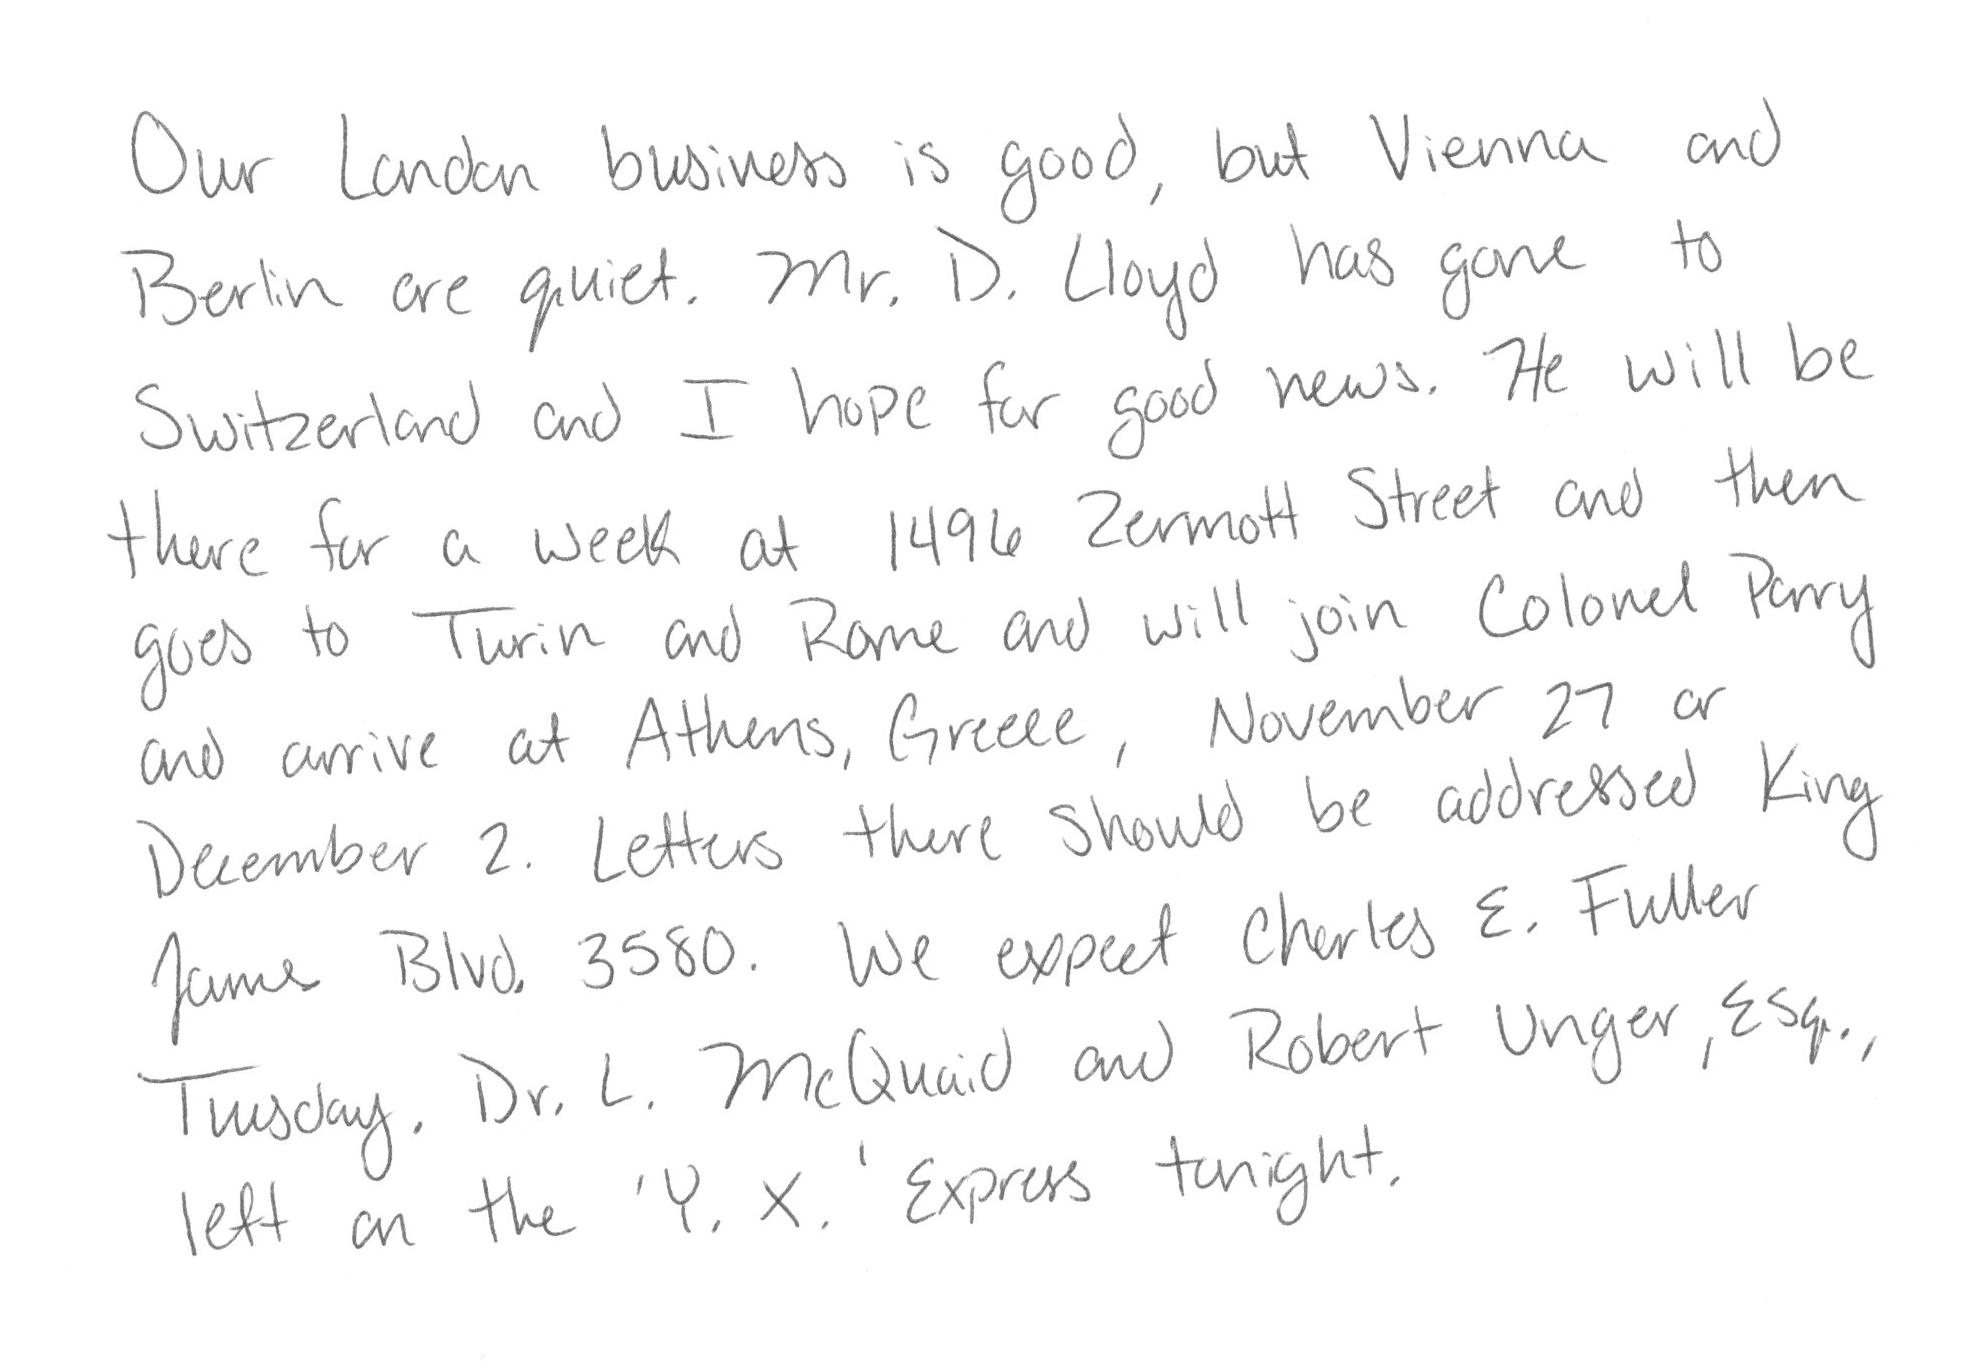 Our London business is good, but Vienna and
Berlin are quiet. Mr. D. Lloyd has gone to
Switzerland and I hope for good news. He will be
there for a week at 1496 Zermott Street and then
goes to Turin and Rome and will join Colonel Parry
and arrive at Athens, Greece, November 27 or
December 2. Letters there should be addressed King
James Blvd. 3580. We expect Charles E. Fuller
Tuesday. Dr. L. McQuaid and Robert Unger, Esq.,
left on the 'Y. X.' Express tonight.